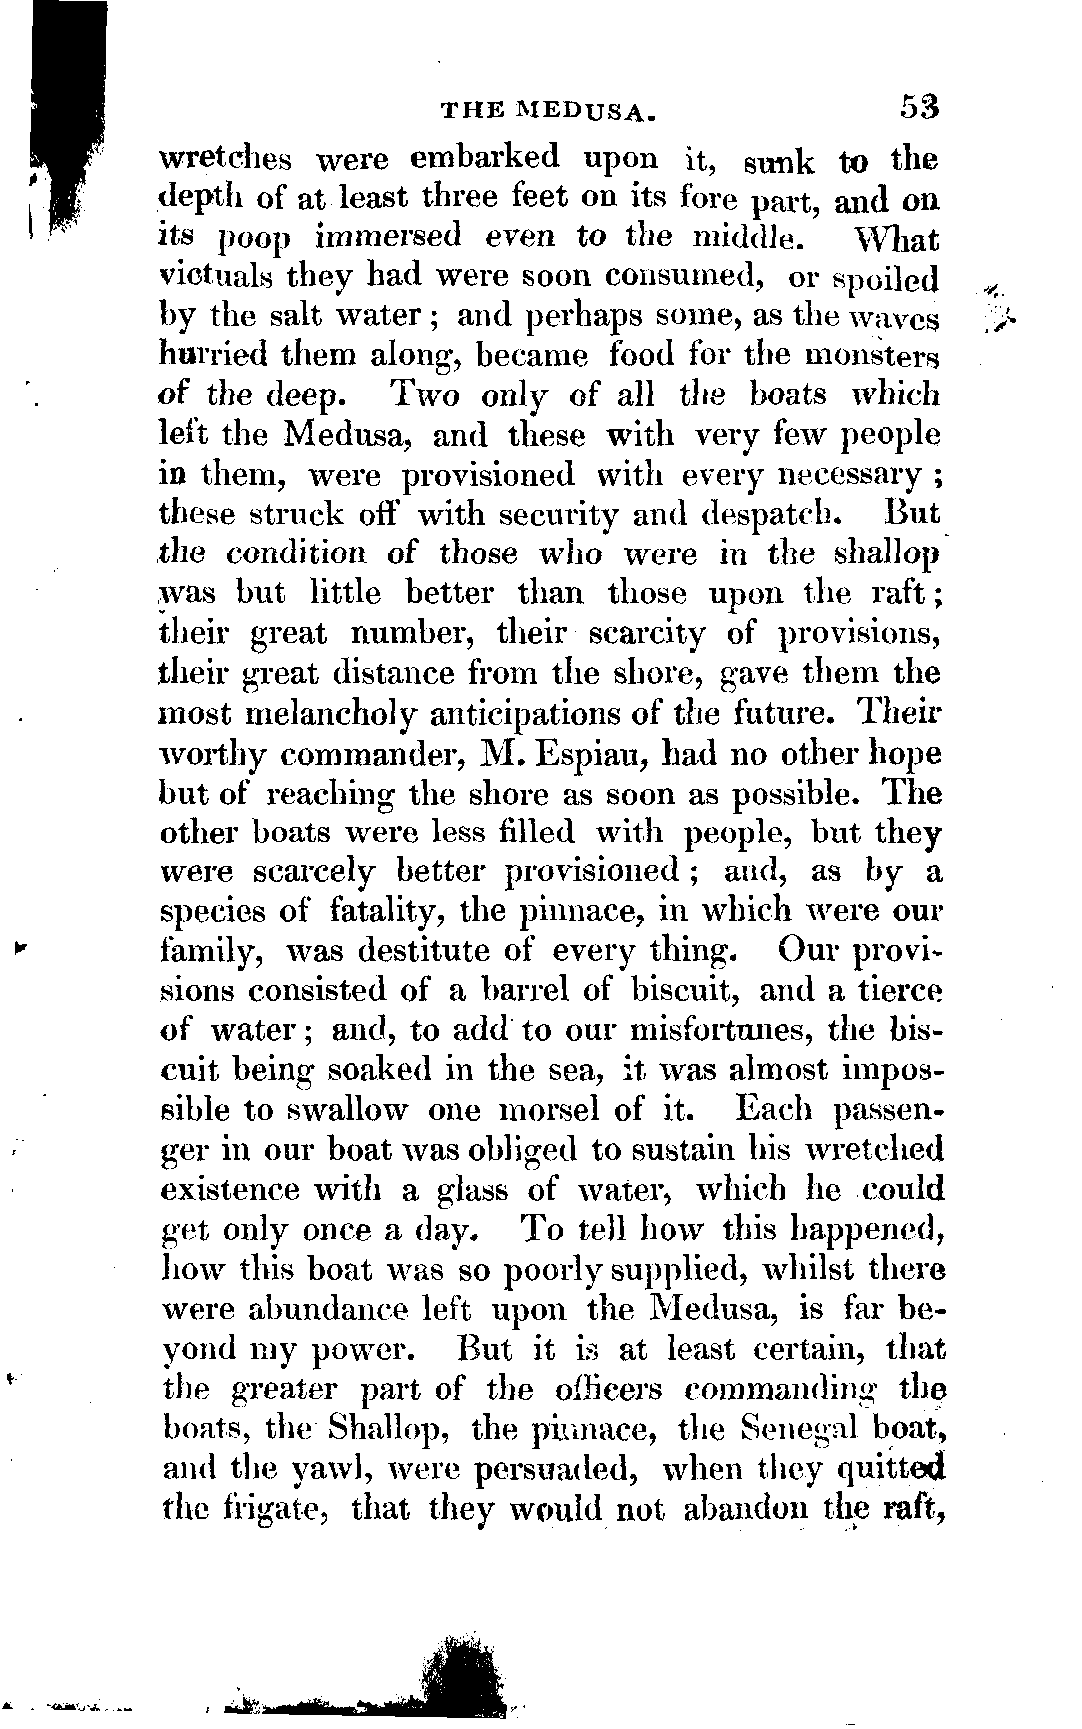 THE MEDUSA. 53
wretches were embarked upon it, sunk to the
depth of at least three feet on its fore part, and on
its poop immersed even to the middle. What
victuals they had were soon consumed, or spoiled
by the salt water; and perhaps some, as the waves
hurried them along, became food for the monsters
of the deep. Two only of all the boats which
left the Medusa, and these with very few people
in them, were provisioned with every necessary;
these struck off with security and despatch. But
the condition of those who were in the shallop
was but little better than those upon the raft;
their great number, their scarcity of provisions,
their great distance from the shore, gave them the
most melancholy anticipations of the future. Their
worthy commander, M. Espiau, had no other hope
but of reaching the shore as soon as possible. The
other boats were less filled with people, but they
were scarcely better provisioned; and, as by a
species of fatality, the pinnace, in which were our
family, was destitute of every thing. Our provi-
sions consisted of a barrel of biscuit, and a tierce
of water; and, to add to our misfortunes, the bis-
cuit being soaked in the sea, it was almost impos-
sible to swallow one morsel of it. Each passen-
ger in our boat was obliged to sustain his wretched
existence with a glass of water, which he could
get only once a day. To tell how this happened,
how this boat was so poorly supplied, whilst there
were abundance left upon the Medusa, is far be-
yond my power. But it is at least certain, that
the greater part of the officers commanding the
boats, the Shallop, the pinnace, the Senegal boat,
and the yawl, were persuaded, when they quitted
the frigate, that they would not abandon the raft,